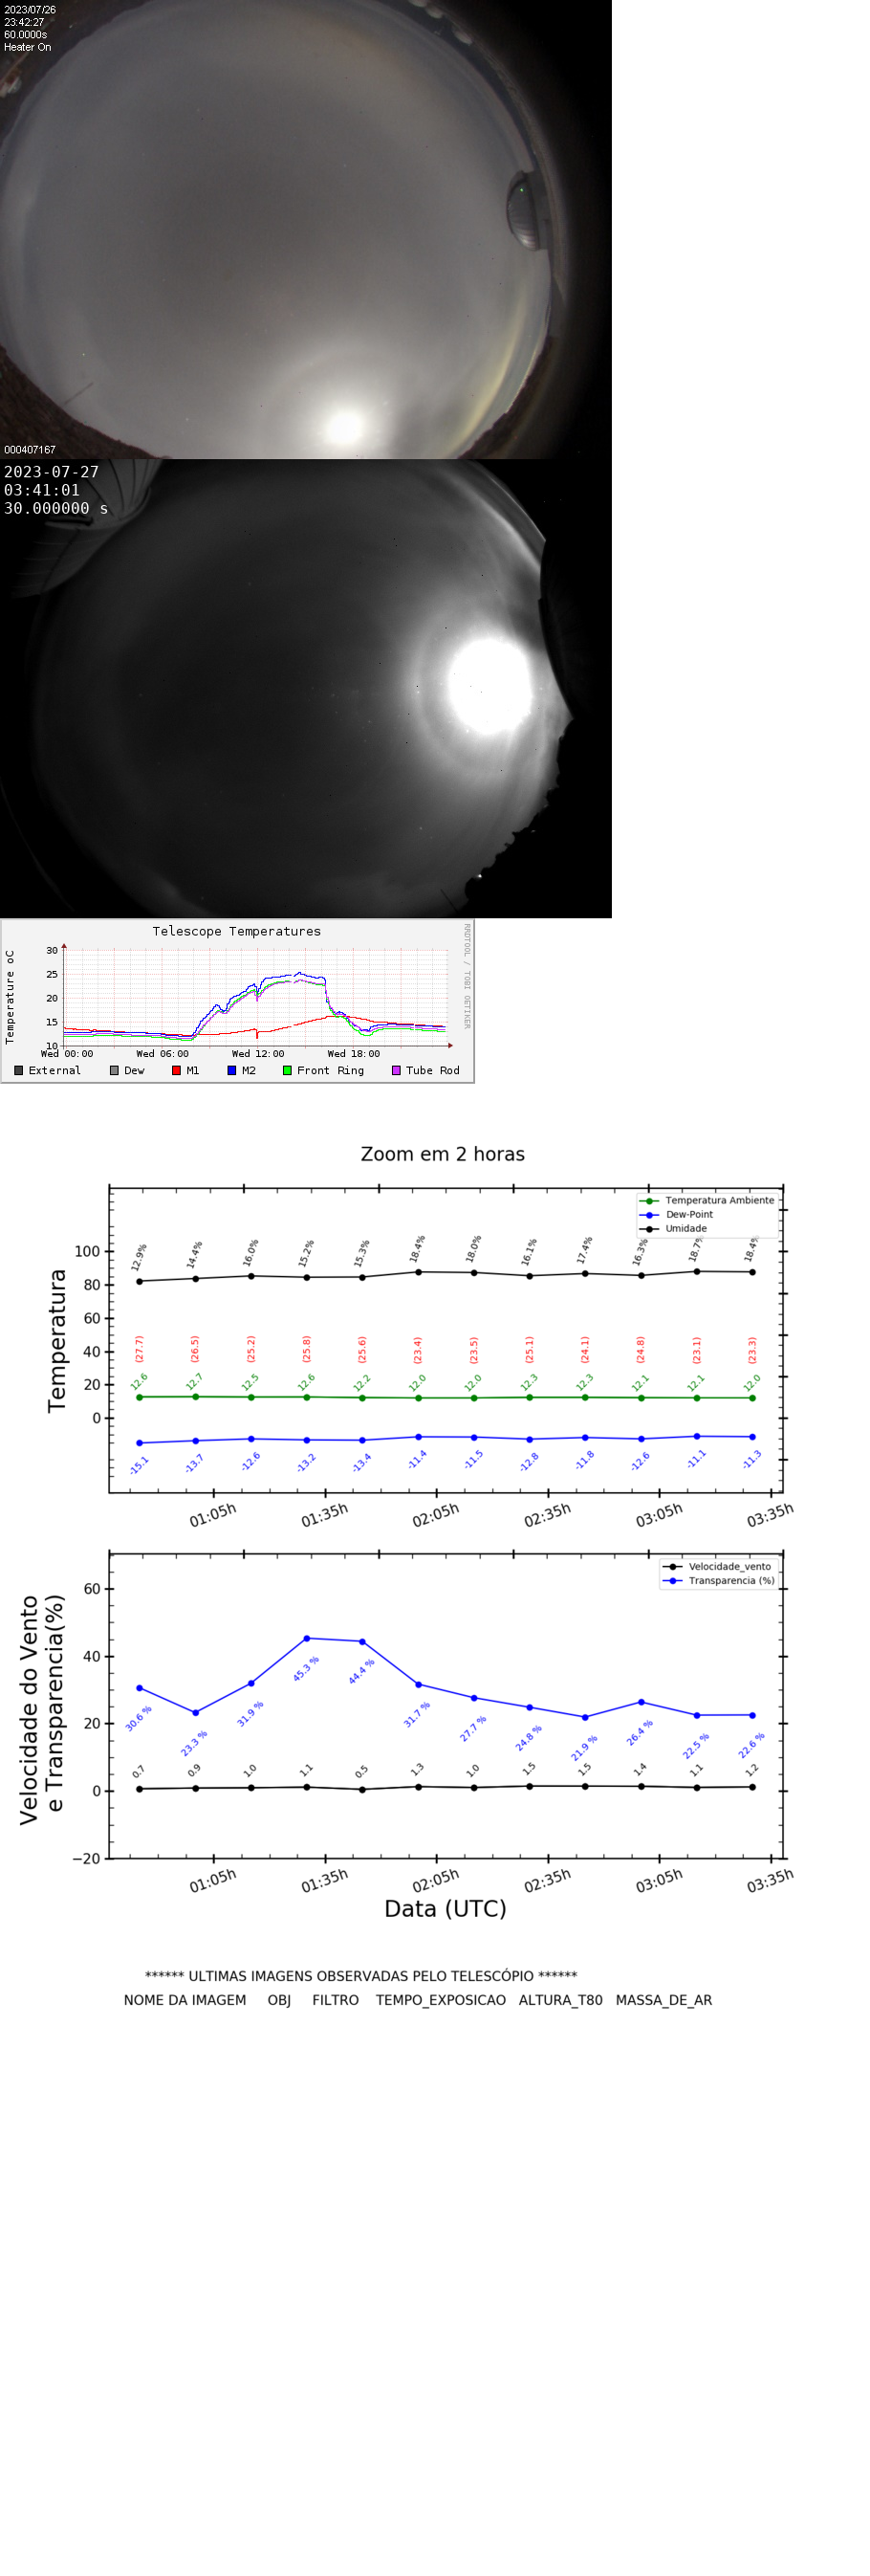 2023/07/26
23:42:27
60.0000s
Heater On
000407167
2023-07-27
03:41:01
30.000000 s
Telescope Temperatures
RRDTOOL / TOBI OETIKER
Temperature oC
30
25
20
15
10
Wed 00:00 Wed 06:00 Wed 12:00 Wed 18:00
External Dew M1 M2 Front Ring Tube Rod
Zoom em 2 horas
Temperatura
Temperatura Ambiente
Dew-Point
Umidade
100
80
60
40
20
0
12.9% 14.4% 16.0% 15.2% 15.3% 18.4% 18.0% 16.1% 17.4% 16.3% 18.7% 18.4%
(27.7) (26.5) (25.2) (25.8) (25.6) (23.4) (23.5) (25.1) (24.1) (24.8) (23.1) (23.3)
12.6 12.7 12.5 12.6 12.2 12.0 12.0 12.3 12.3 12.1 12.1 12.0
-15.1 -13.7 -12.6 -13.2 -13.4 -11.4 -11.5 -12.8 -11.8 -12.6 -11.1 -11.3
01:05h 01:35h 02:05h 02:35h 03:05h 03:35h
Velocidade do Vento
e Transparencia(%)
Velocidade_vento
Transparencia (%)
60
40
20
0
−20
30.6 % 23.3 % 31.9 % 45.3 % 44.4 % 31.7 % 27.7 % 24.8 % 21.9 % 26.4 % 22.5 % 22.6 %
0.7 0.9 1.0 1.1 0.5 1.3 1.0 1.5 1.5 1.4 1.1 1.2
01:05h 01:35h 02:05h 02:35h 03:05h 03:35h
Data (UTC)
****** ULTIMAS IMAGENS OBSERVADAS PELO TELESCÓPIO ******
NOME DA IMAGEM OBJ FILTRO TEMPO_EXPOSICAO ALTURA_T80 MASSA_DE_AR